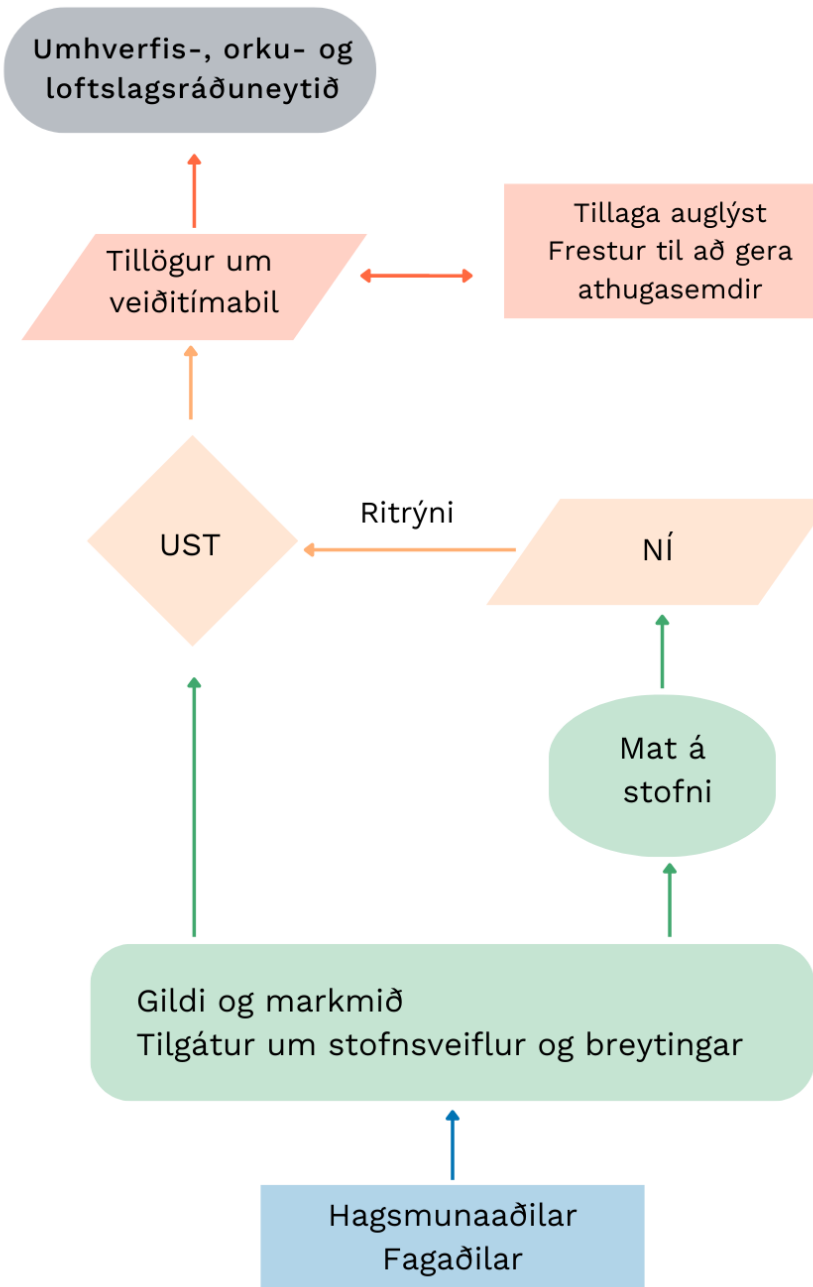 Umhverfis-, orku- og
loftslagsráðuneytið
Tillögur um
veiðitímabil
Tillaga auglýst
Frestur til að gera
athugasemdir
UST
Ritrýni
NÍ
Mat á
stofni
Gildi og markmið
Tilgátur um stofnsveiflur og breytingar
Hagsmunaaðilar
Fagaðilar